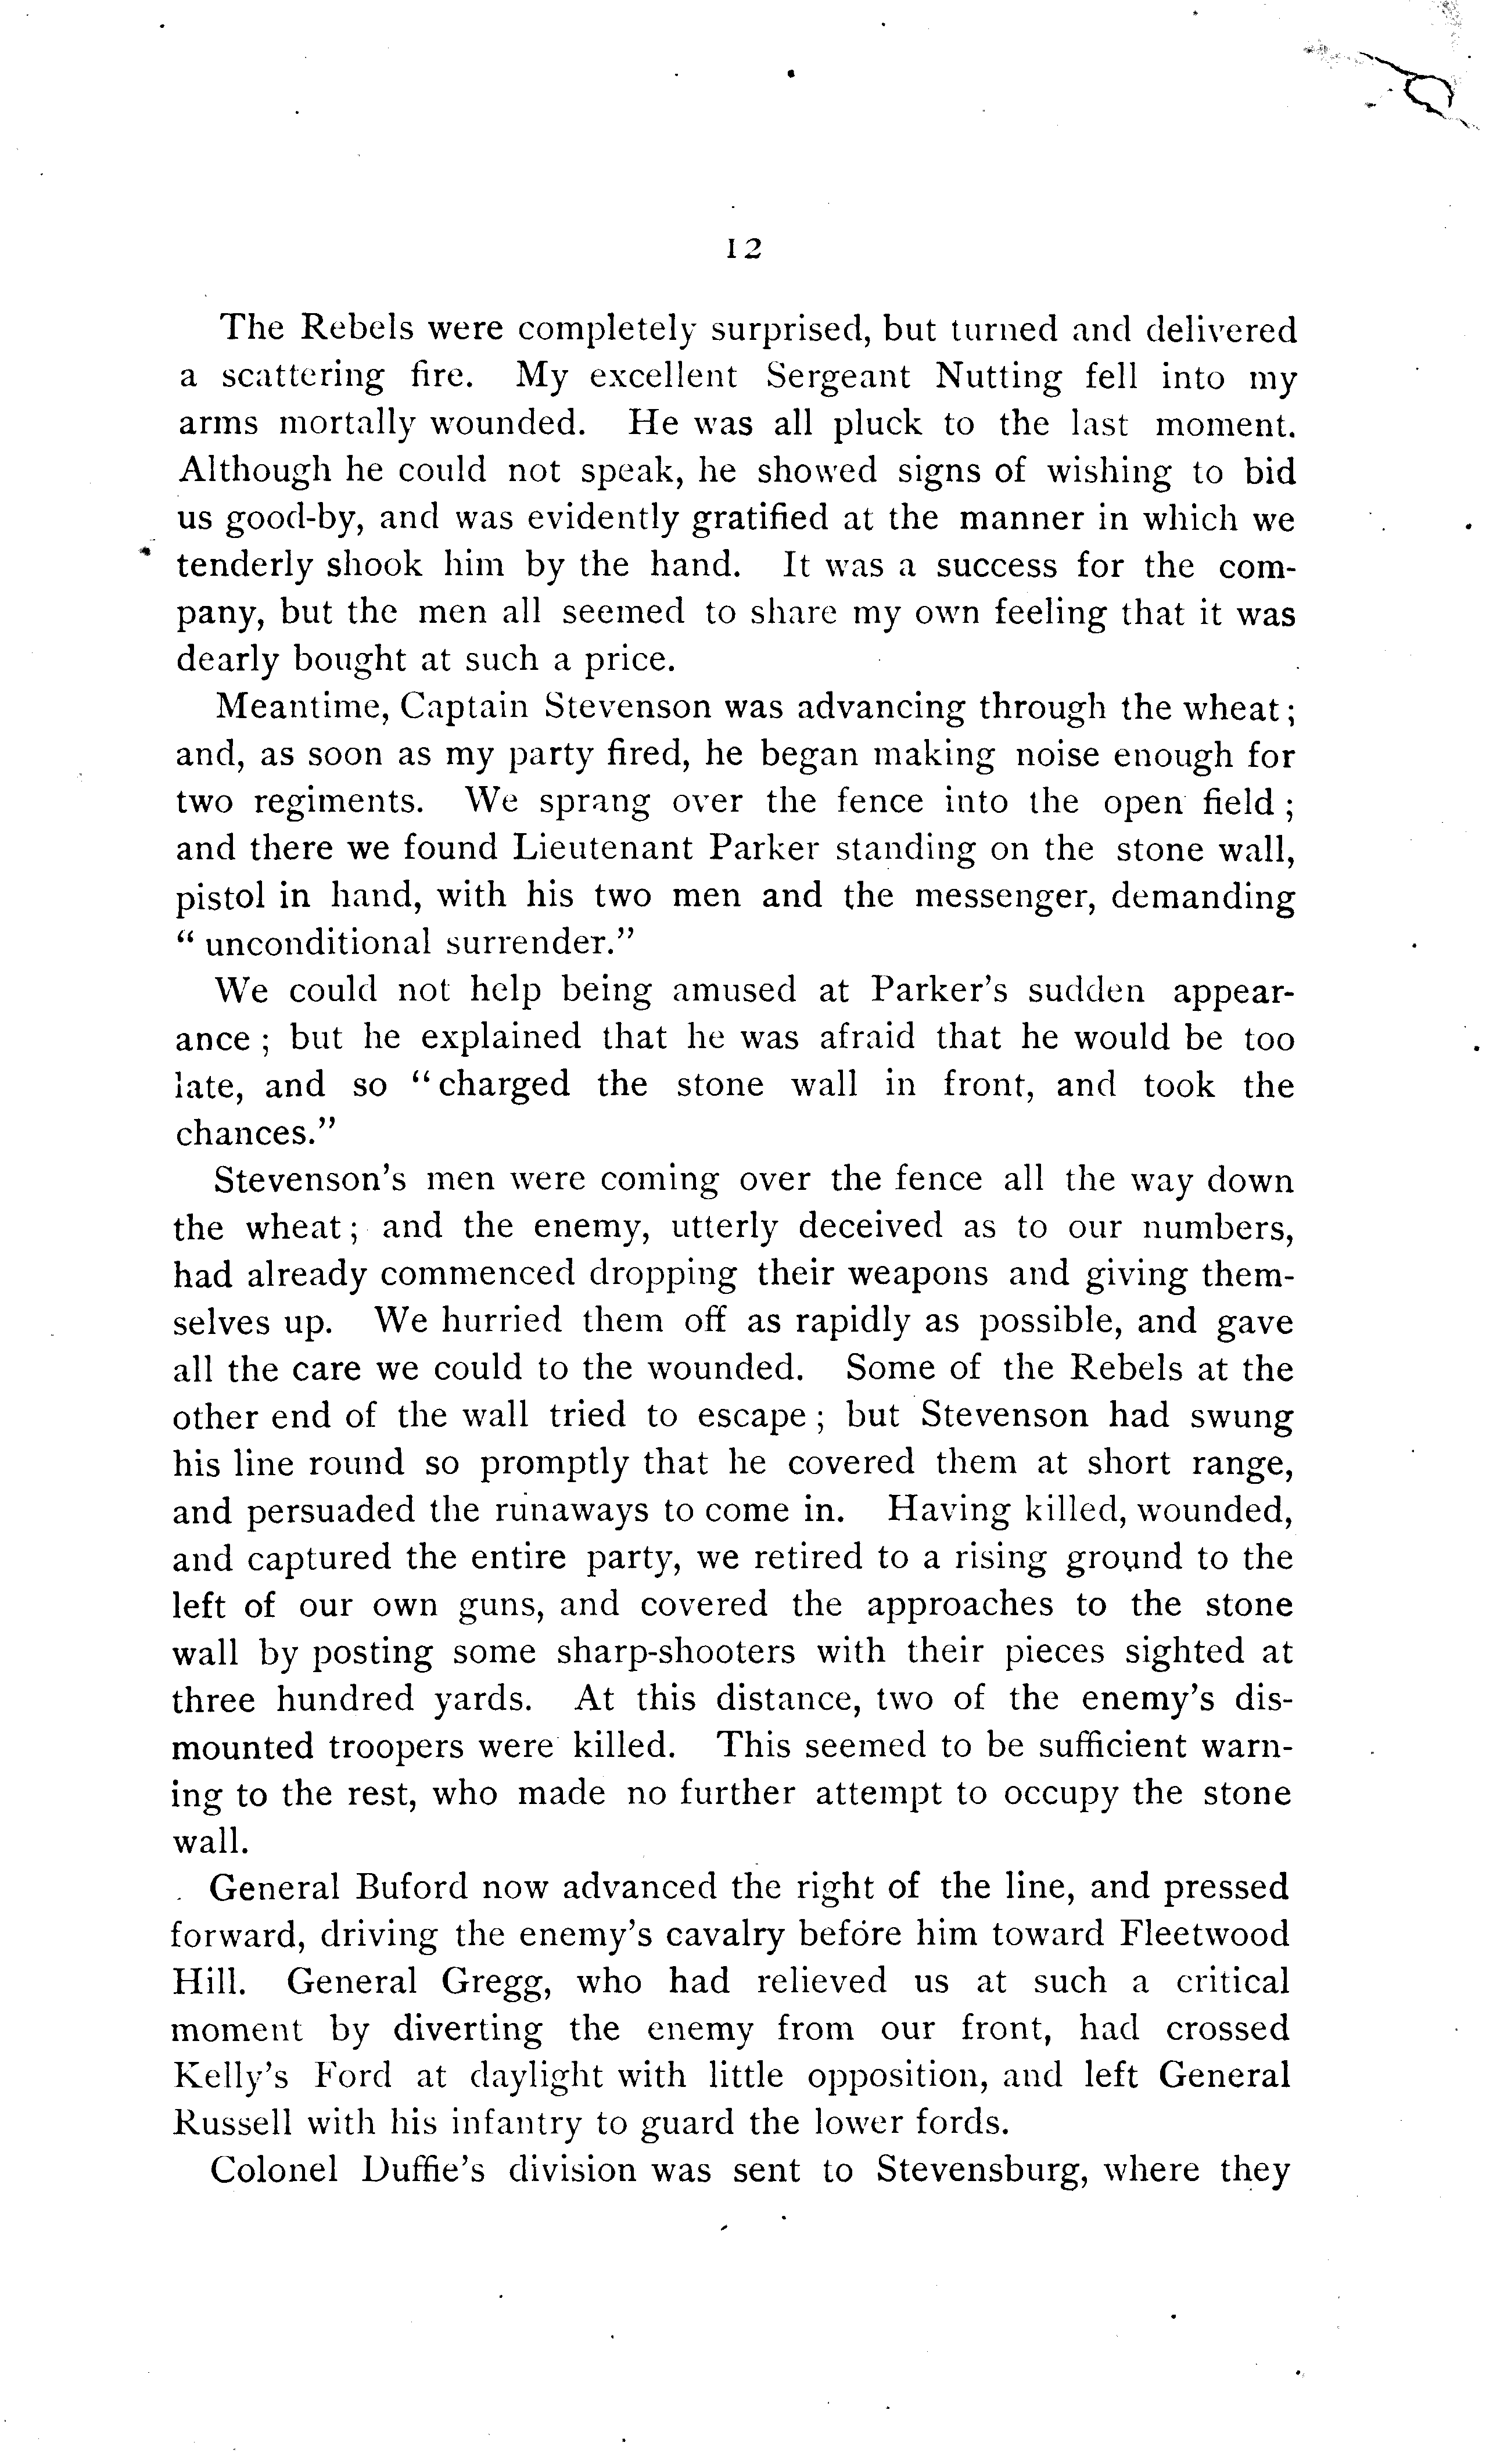 12
The Rebels were completely surprised, but turned and delivered
a scattering fire. My excellent Sergeant Nutting fell into my
arms mortally wounded. He was all pluck to the last moment.
Although he could not speak, he showed signs of wishing to bid
us good-by, and was evidently gratified at the manner in which we
tenderly shook him by the hand. It was a success for the com-
pany, but the men all seemed to share my own feeling that it was
dearly bought at such a price.
Meantime, Captain Stevenson was advancing through the wheat;
and, as soon as my party fired, he began making noise enough for
two regiments. We sprang over the fence into the open field;
and there we found Lieutenant Parker standing on the stone wall,
pistol in hand, with his two men and the messenger, demanding
"unconditional surrender."
We could not help being amused at Parker's sudden appear-
ance; but he explained that he was afraid that he would be too
late, and so "charged the stone wall in front, and took the
chances."
Stevenson's men were coming over the fence all the way down
the wheat; and the enemy, utterly deceived as to our numbers,
had already commenced dropping their weapons and giving them-
selves up. We hurried them off as rapidly as possible, and gave
all the care we could to the wounded. Some of the Rebels at the
other end of the wall tried to escape; but Stevenson had swung
his line round so promptly that he covered them at short range,
and persuaded the runaways to come in. Having killed, wounded,
and captured the entire party, we retired to a rising ground to the
left of our own guns, and covered the approaches to the stone
wall by posting some sharp-shooters with their pieces sighted at
three hundred yards. At this distance, two of the enemy's dis-
mounted troopers were killed. This seemed to be sufficient warn-
ing to the rest, who made no further attempt to occupy the stone
wall.
General Buford now advanced the right of the line, and pressed
forward, driving the enemy's cavalry before him toward Fleetwood
Hill. General Gregg, who had relieved us at such a critical
moment by diverting the enemy from our front, had crossed
Kelly's Ford at daylight with little opposition, and left General
Russell with his infantry to guard the lower fords.
Colonel Duffie's division was sent to Stevensburg, where they